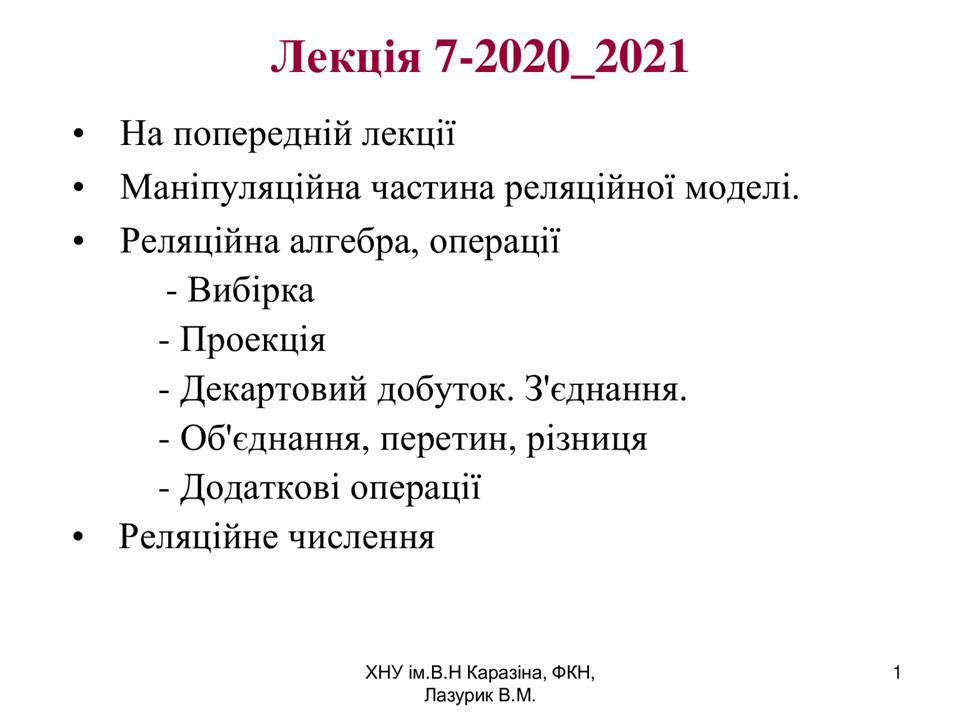 Лекція 7-2020_2021
• На попередній лекції
• Маніпуляційна частина реляційної моделі.
• Реляційна алгебра, операції
- Вибірка
- Проекція
- Декартовий добуток. З'єднання.
- Об'єднання, перетин, різниця
- Додаткові операції
• Реляційне числення
ХНУ ім.В.Н Каразіна, ФКН,
Лазурик В.М.
1